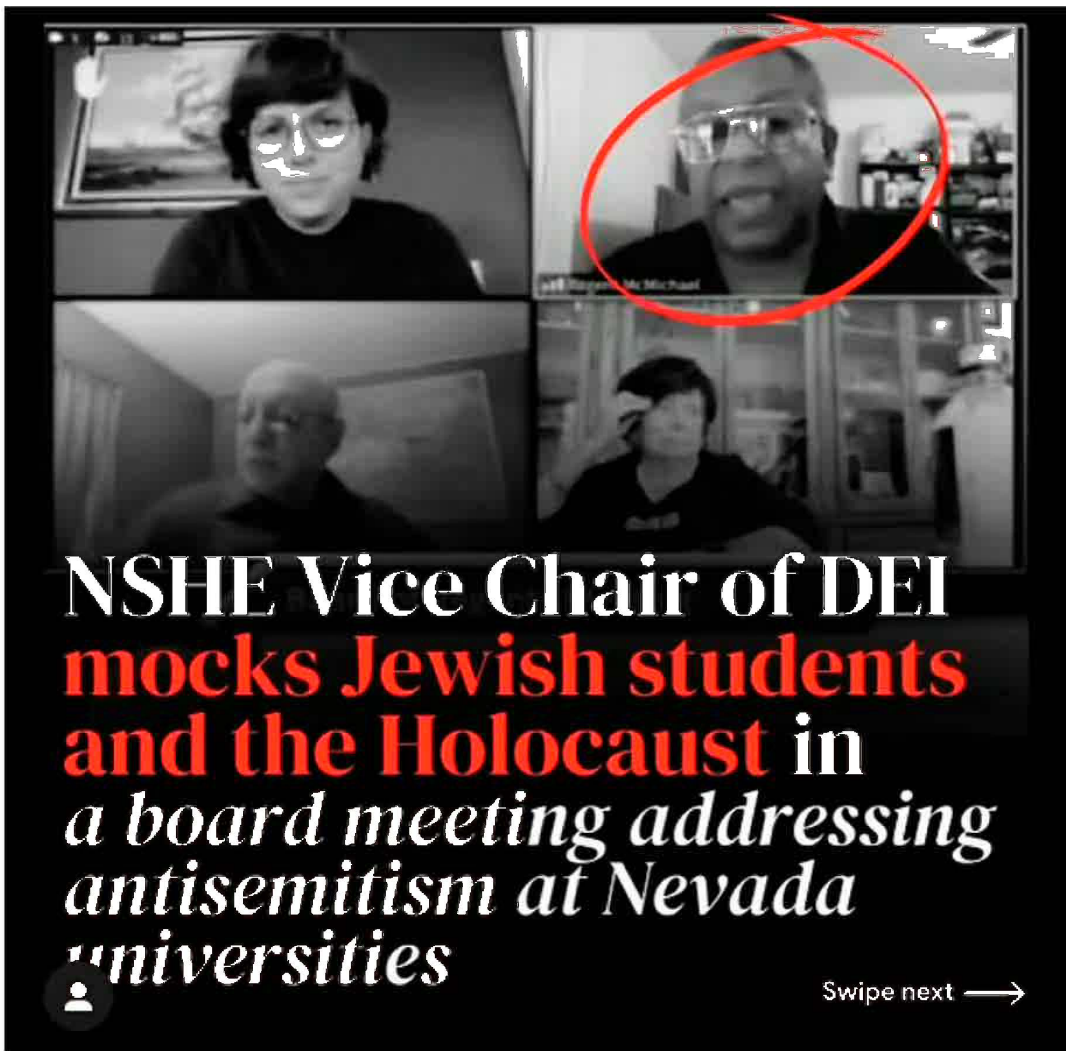 McMichael
NSHE Vice Chair of DEI
mocks Jewish students
and the Holocaust in
a board meeting addressing
antisemitism at Nevada
universities
Swipe next